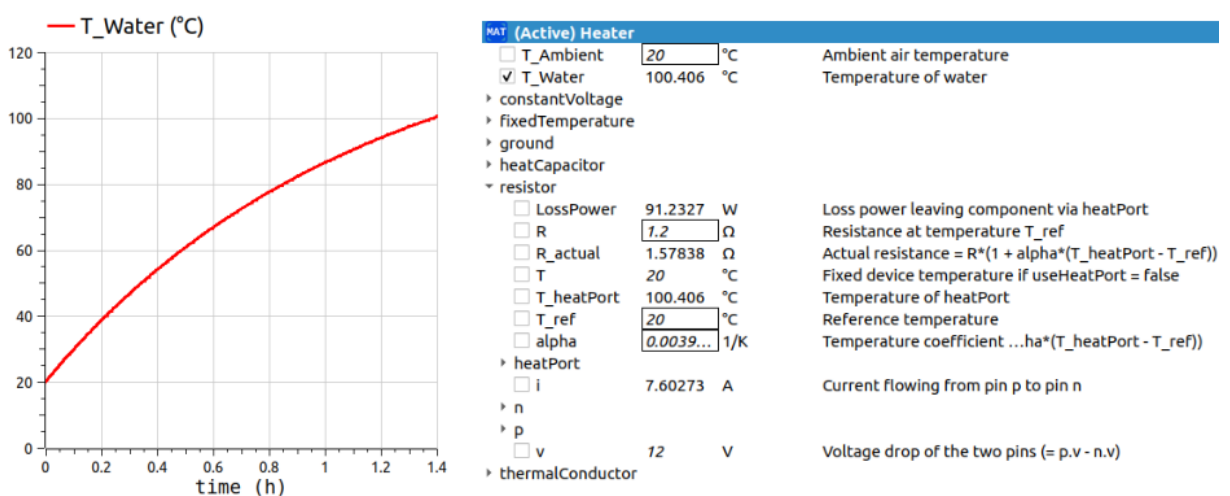 T_Water (°C)
120
100
80
60
40
20
0
0 0.2 0.4 0.6 0.8 1 1.2 1.4
time (h)
MAT (Active) Heater
T_Ambient 20 °C Ambient air temperature
T_Water 100.406 °C Temperature of water
constantVoltage
fixedTemperature
ground
heatCapacitor
resistor
LossPower 91.2327 W Loss power leaving component via heatPort
R 1.2 Ω Resistance at temperature T_ref
R_actual 1.57838 Ω Actual resistance = R*(1 + alpha*(T_heatPort - T_ref))
T 20 °C Fixed device temperature if useHeatPort = false
T_heatPort 100.406 °C Temperature of heatPort
T_ref 20 °C Reference temperature
alpha 0.0039... 1/K Temperature coefficient ...ha*(T_heatPort - T_ref))
heatPort
i 7.60273 A Current flowing from pin p to pin n
n
p
v 12 V Voltage drop of the two pins (= p.v - n.v)
thermalConductor